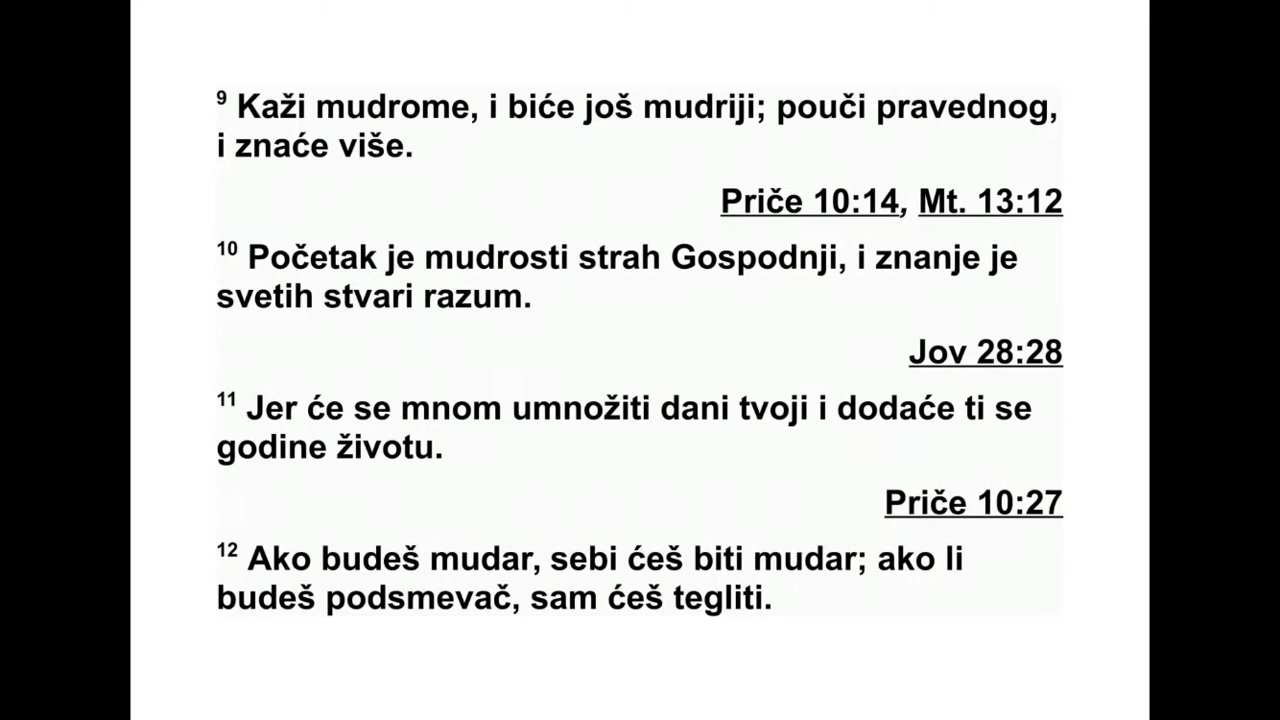 9 Kaži mudrome, i biće još mudriji; pouči pravednog,
i znaće više.
Priče 10:14, Mt. 13:12
10 Početak je mudrosti strah Gospodnji, i znanje je
svetih stvari razum.
Jov 28:28
11 Jer će se mnom umnožiti dani tvoji i dodaće ti se
godine životu.
Priče 10:27
12 Ako budeš mudar, sebi ćeš biti mudar; ako li
budeš podsmevač, sam ćeš tegliti.